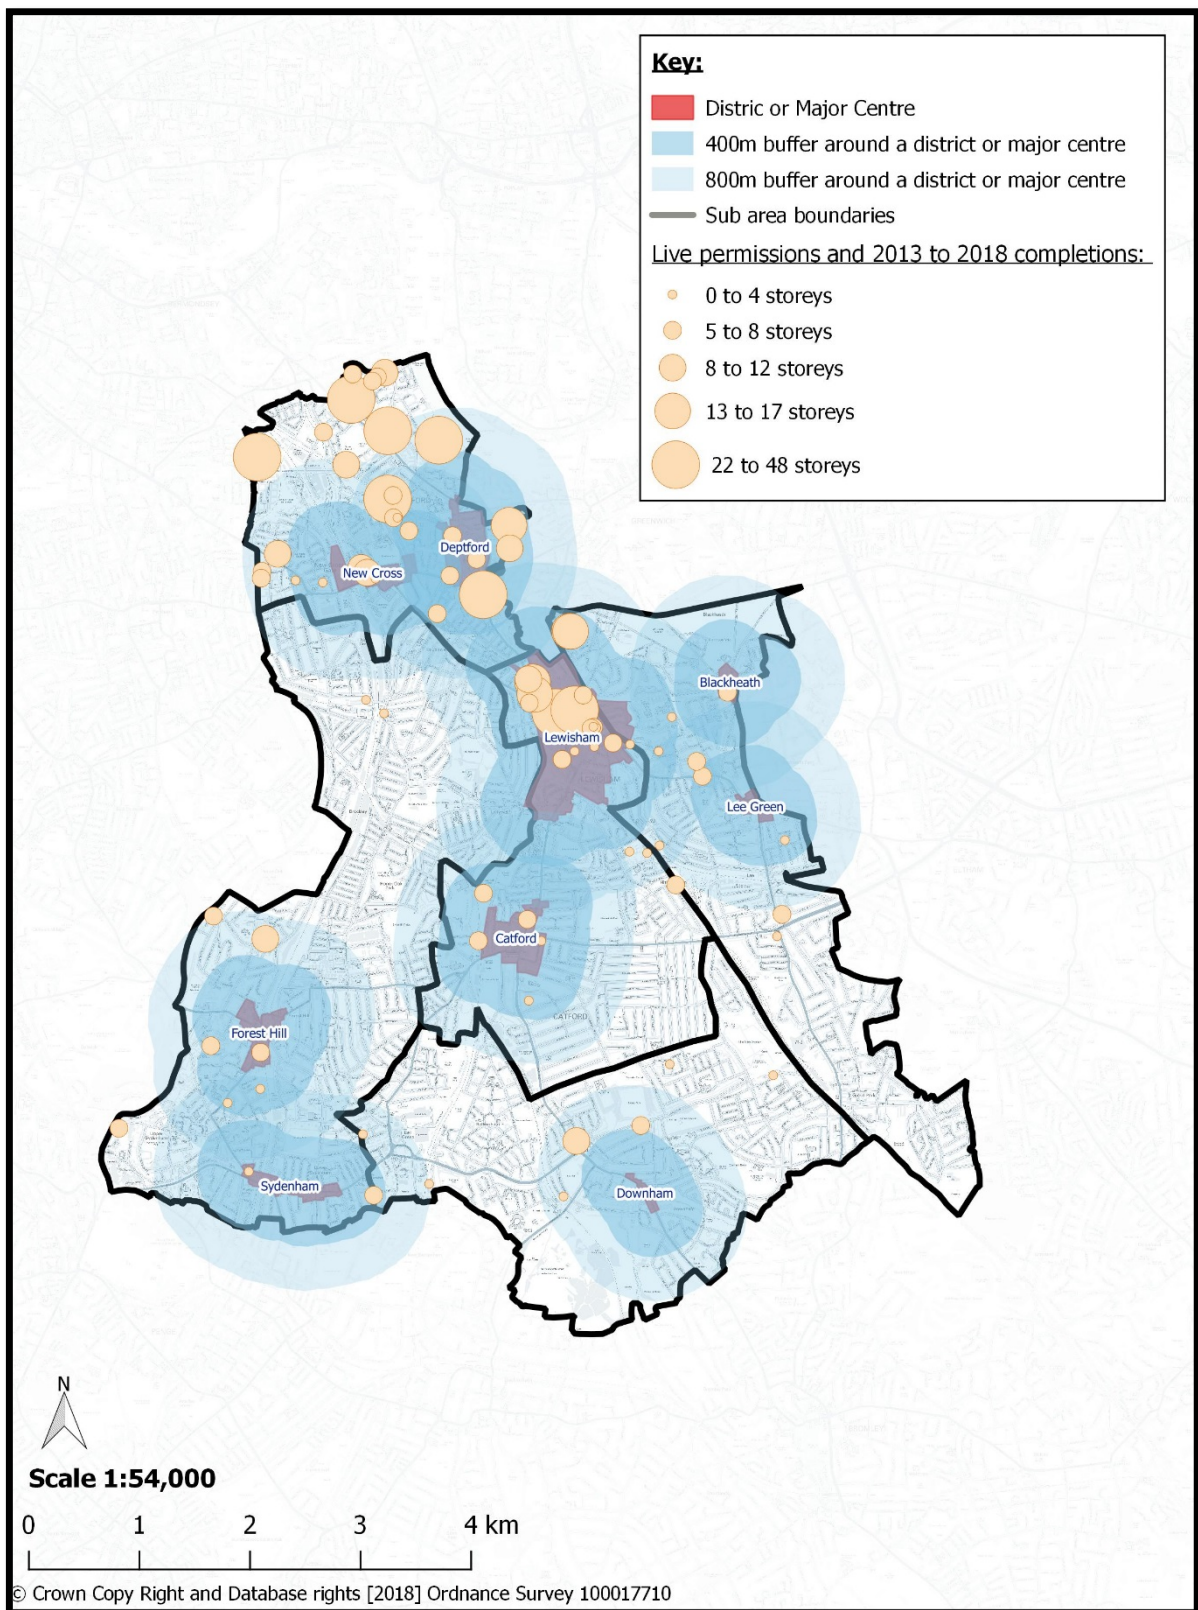 Key:
Distric or Major Centre
400m buffer around a district or major centre
800m buffer around a district or major centre
Sub area boundaries
Live permissions and 2013 to 2018 completions:
0 to 4 storeys
5 to 8 storeys
8 to 12 storeys
13 to 17 storeys
22 to 48 storeys
Deptford
New Cross
Blackheath
Lewisham
Lee Green
Catford
CATFORD
Forest Hill
Sydenham
Downham
N
Scale 1:54,000
0 1 2 3 4 km
© Crown Copy Right and Database rights [2018] Ordnance Survey 100017710